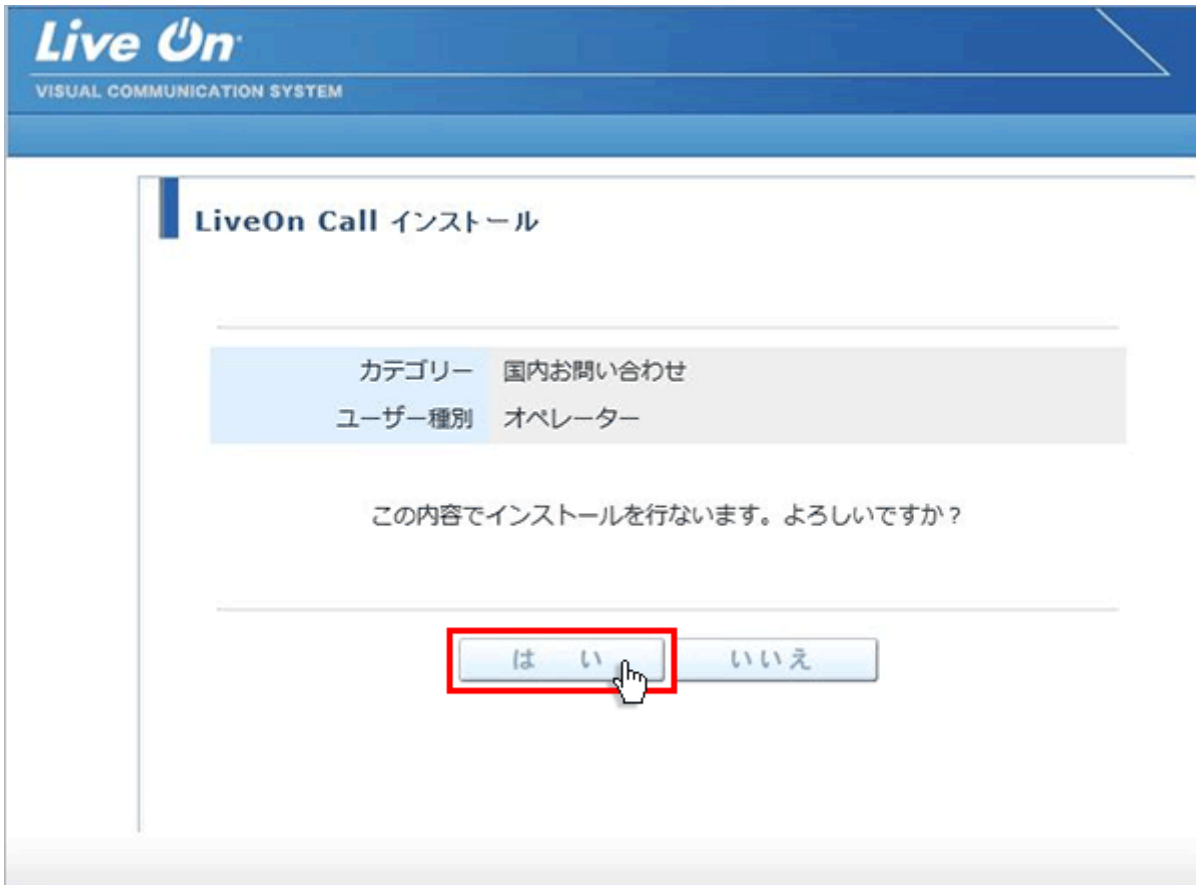 Live On
VISUAL COMMUNICATION SYSTEM
LiveOn Call インストール
カテゴリー 国内お問い合わせ
ユーザー種別 オペレーター
この内容でインストールを行ないます。よろしいですか？
は い いいえ